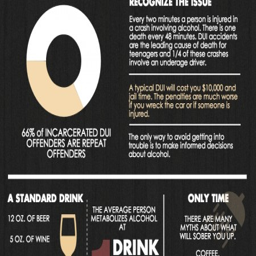 RECOGNIZE THE ISSUE
Every two minutes a person is injured in
a crash involving alcohol. There is one
death every 48 minutes. DUI accidents
are the leading cause of death for
teenagers and 1/4 of these crashes
involve an underage driver.
A typical DUI will cost you $10,000 and
jail time. The penalties are much worse
if you wreck the car or if someone is
injured.
66% of INCARCERATED DUI
OFFENDERS ARE REPEAT
OFFENDERS
The only way to avoid getting into
trouble is to make informed decisions
about alcohol.
A STANDARD DRINK
12 OZ. OF BEER
5 OZ. OF WINE
THE AVERAGE PERSON
METABOLIZES ALCOHOL
AT
1 DRINK
ONLY TIME
THERE ARE MANY
MYTHS ABOUT WHAT
WILL SOBER YOU UP.
COFFEE,